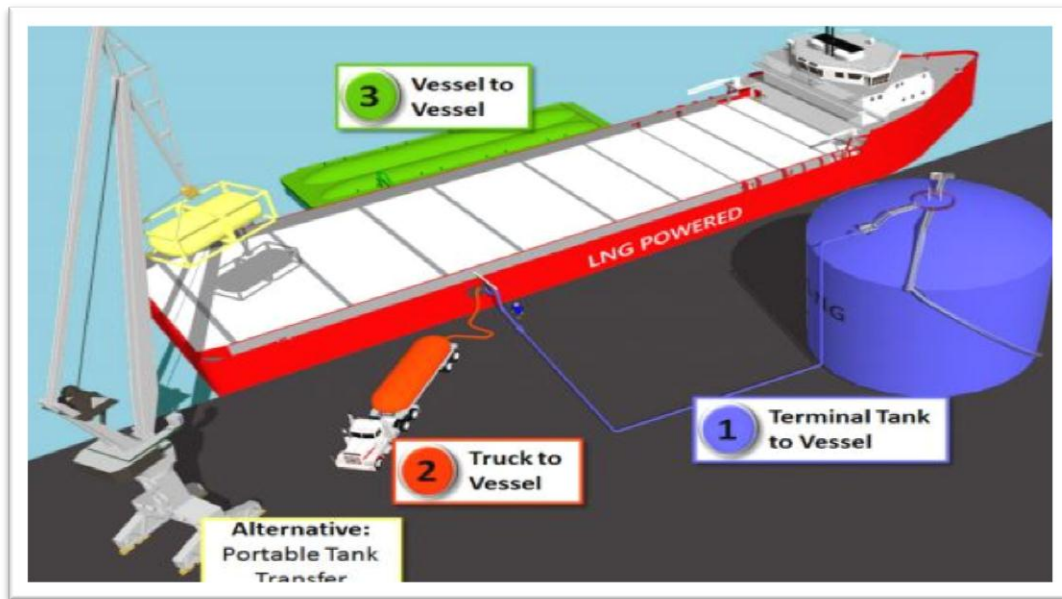 3
Vessel to
Vessel
LNG POWERED
NG
1
Terminal Tank
to Vessel
2
Truck to
Vessel
Alternative:
Portable Tank
Transfer